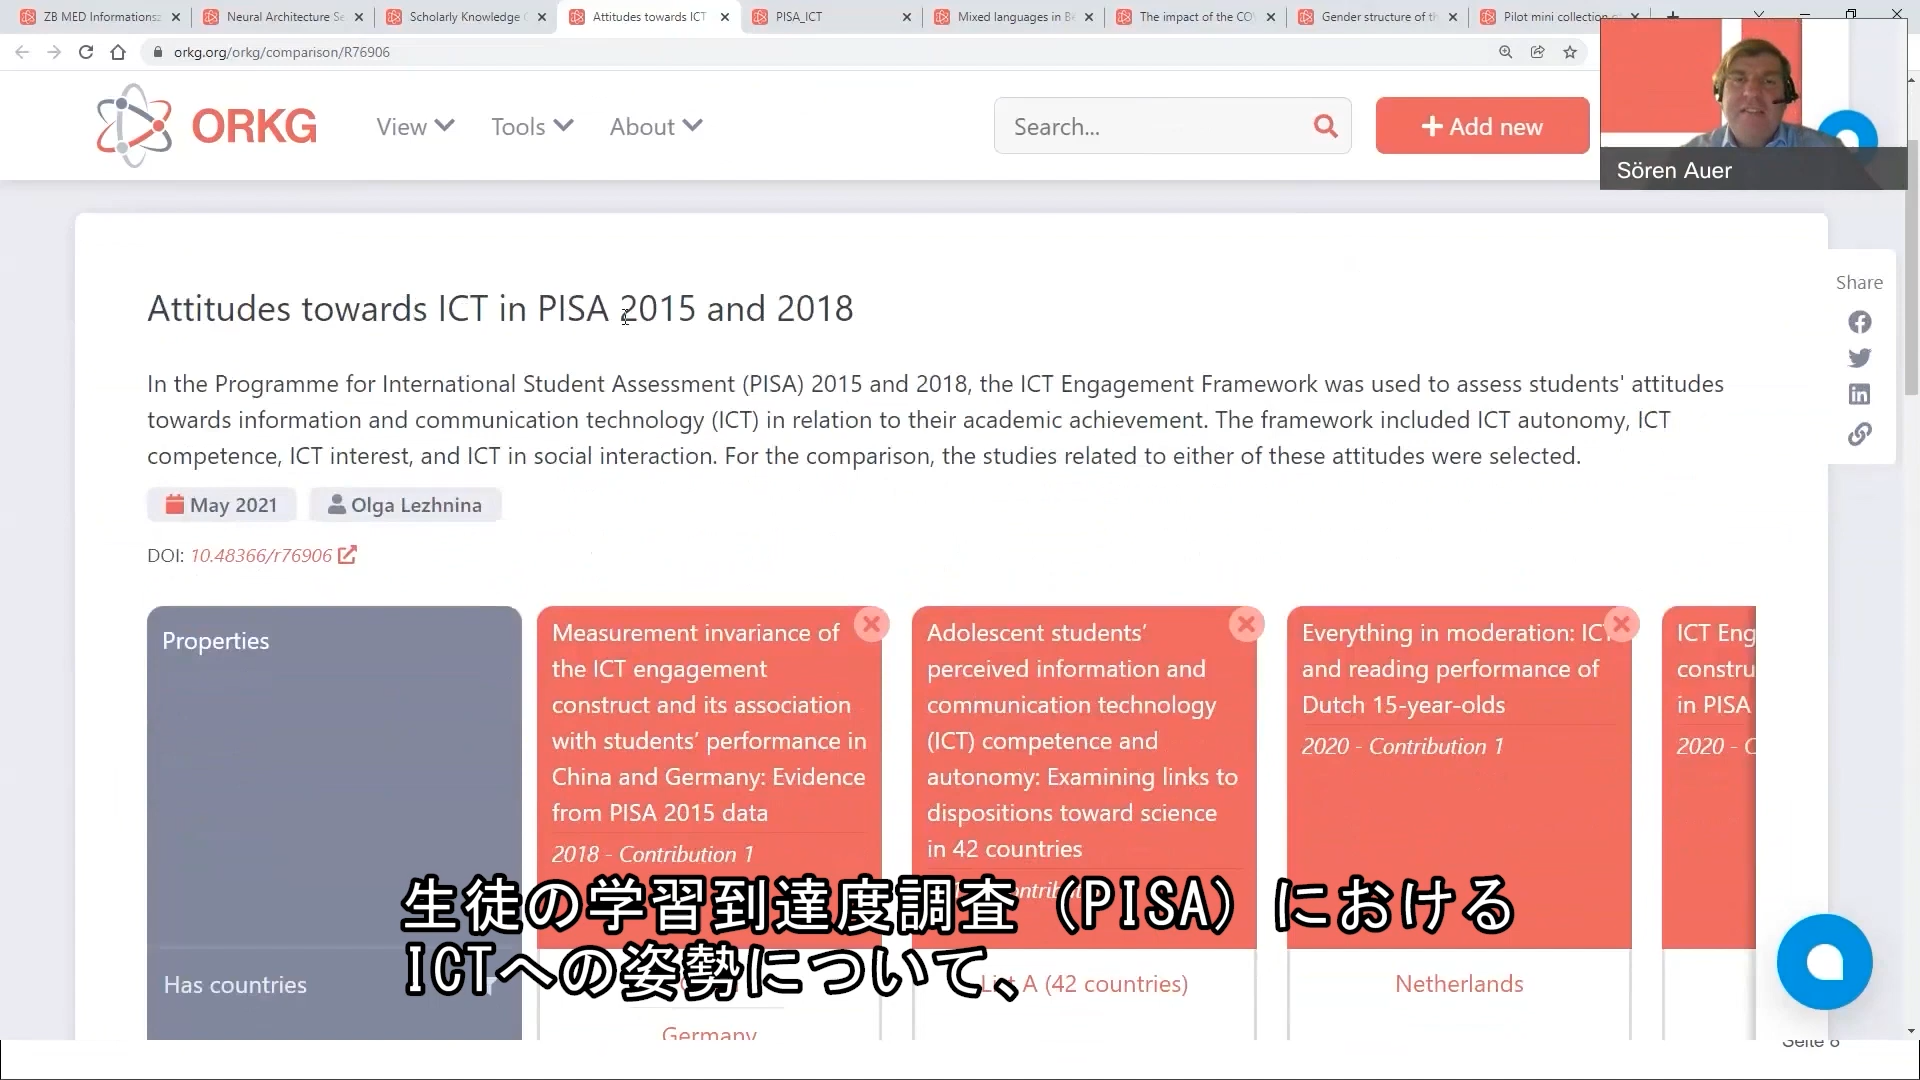 ZB MED Informations
Neural Architecture Se
Scholarly Knowledge
Attitudes towards ICT
PISA_ICT
Mixed languages in B
The impact of the CO
Gender structure of th
Pilot mini collection
orkg.org/orkg/comparison/R76906
ORKG
View
Tools
About
Search...
Add new
Sören Auer
Share
Attitudes towards ICT in PISA 2015 and 2018
In the Programme for International Student Assessment (PISA) 2015 and 2018, the ICT Engagement Framework was used to assess students' attitudes
towards information and communication technology (ICT) in relation to their academic achievement. The framework included ICT autonomy, ICT
competence, ICT interest, and ICT in social interaction. For the comparison, the studies related to either of these attitudes were selected.
May 2021
Olga Lezhnina
DOI: 10.48366/r76906
Properties
Measurement invariance of
the ICT engagement
construct and its association
with students’ performance in
China and Germany: Evidence
from PISA 2015 data
2018 - Contribution 1
Adolescent students’
perceived information and
communication technology
(ICT) competence and
autonomy: Examining links to
dispositions toward science
in 42 countries
Everything in moderation: ICT
and reading performance of
Dutch 15-year-olds
2020 - Contribution 1
ICT Eng
constru
in PISA
2020 - C
Has countries
Germany
List A (42 countries)
Netherlands
生徒の学習到達度調査（PISA）における
ICTへの姿勢について、
Seite 8